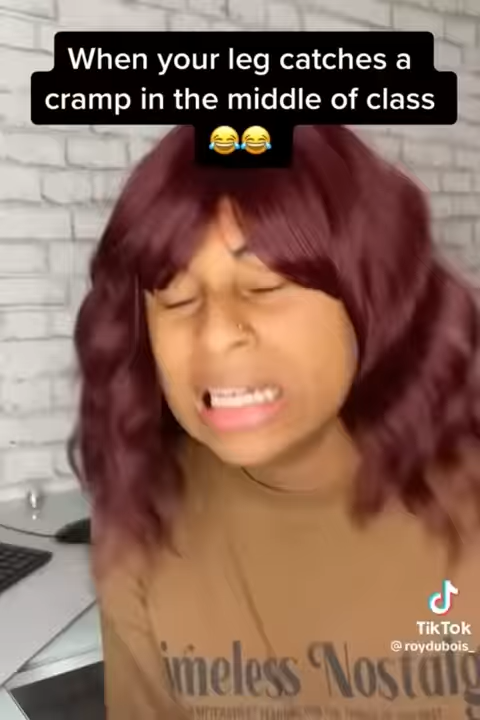 When your leg catches a
cramp in the middle of class
😂😂
TikTok
@roydubois_
imeless Nostalg